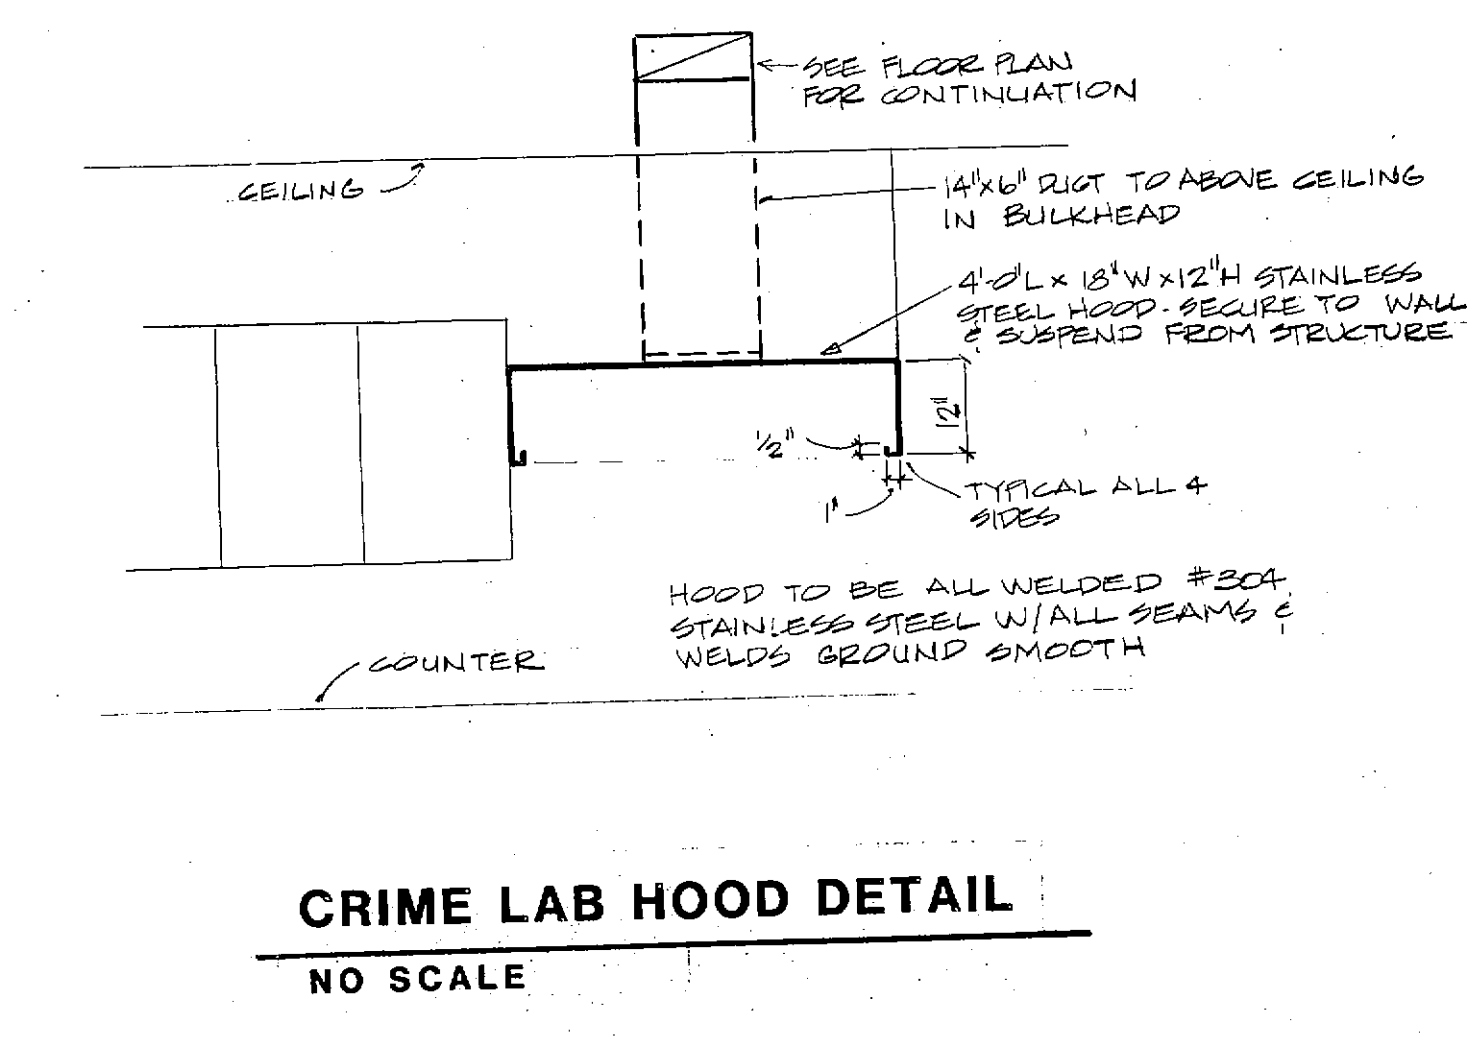 SEE FLOOR PLAN
FOR CONTINUATION
CEILING
14"x6" DUCT TO ABOVE CEILING
IN BULKHEAD
4'-0"L x 18"W x 12"H STAINLESS
STEEL HOOD - SECURE TO WALL
& SUSPEND FROM STRUCTURE
12"
1/2"
TYPICAL ALL 4
SIDES
1"
HOOD TO BE ALL WELDED #304
STAINLESS STEEL W/ALL SEAMS &
WELDS GROUND SMOOTH
COUNTER
CRIME LAB HOOD DETAIL
NO SCALE